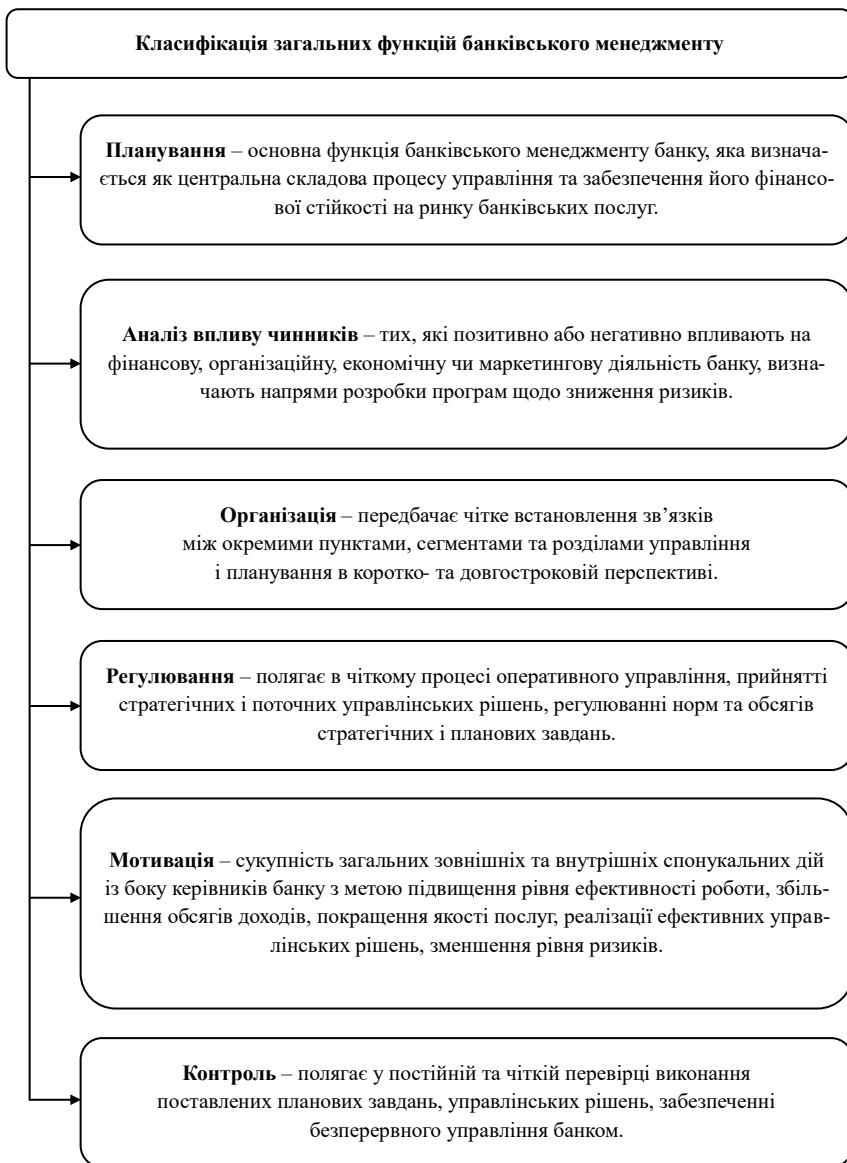 Класифікація загальних функцій банківського менеджменту
Планування – основна функція банківського менеджменту банку, яка визнача-
ється як центральна складова процесу управління та забезпечення його фінансо-
вої стійкості на ринку банківських послуг.
Аналіз впливу чинників – тих, які позитивно або негативно впливають на
фінансову, організаційну, економічну чи маркетингову діяльність банку, визна-
чають напрями розробки програм щодо зниження ризиків.
Організація – передбачає чітке встановлення зв’язків
між окремими пунктами, сегментами та розділами управління
і планування в коротко- та довгостроковій перспективі.
Регулювання – полягає в чіткому процесі оперативного управління, прийнятті
стратегічних і поточних управлінських рішень, регулюванні норм та обсягів
стратегічних і планових завдань.
Мотивація – сукупність загальних зовнішніх та внутрішніх спонукальних дій
із боку керівників банку з метою підвищення рівня ефективності роботи, збіль-
шення обсягів доходів, покращення якості послуг, реалізації ефективних управ-
лінських рішень, зменшення рівня ризиків.
Контроль – полягає у постійній та чіткій перевірці виконання
поставлених планових завдань, управлінських рішень, забезпеченні
безперервного управління банком.